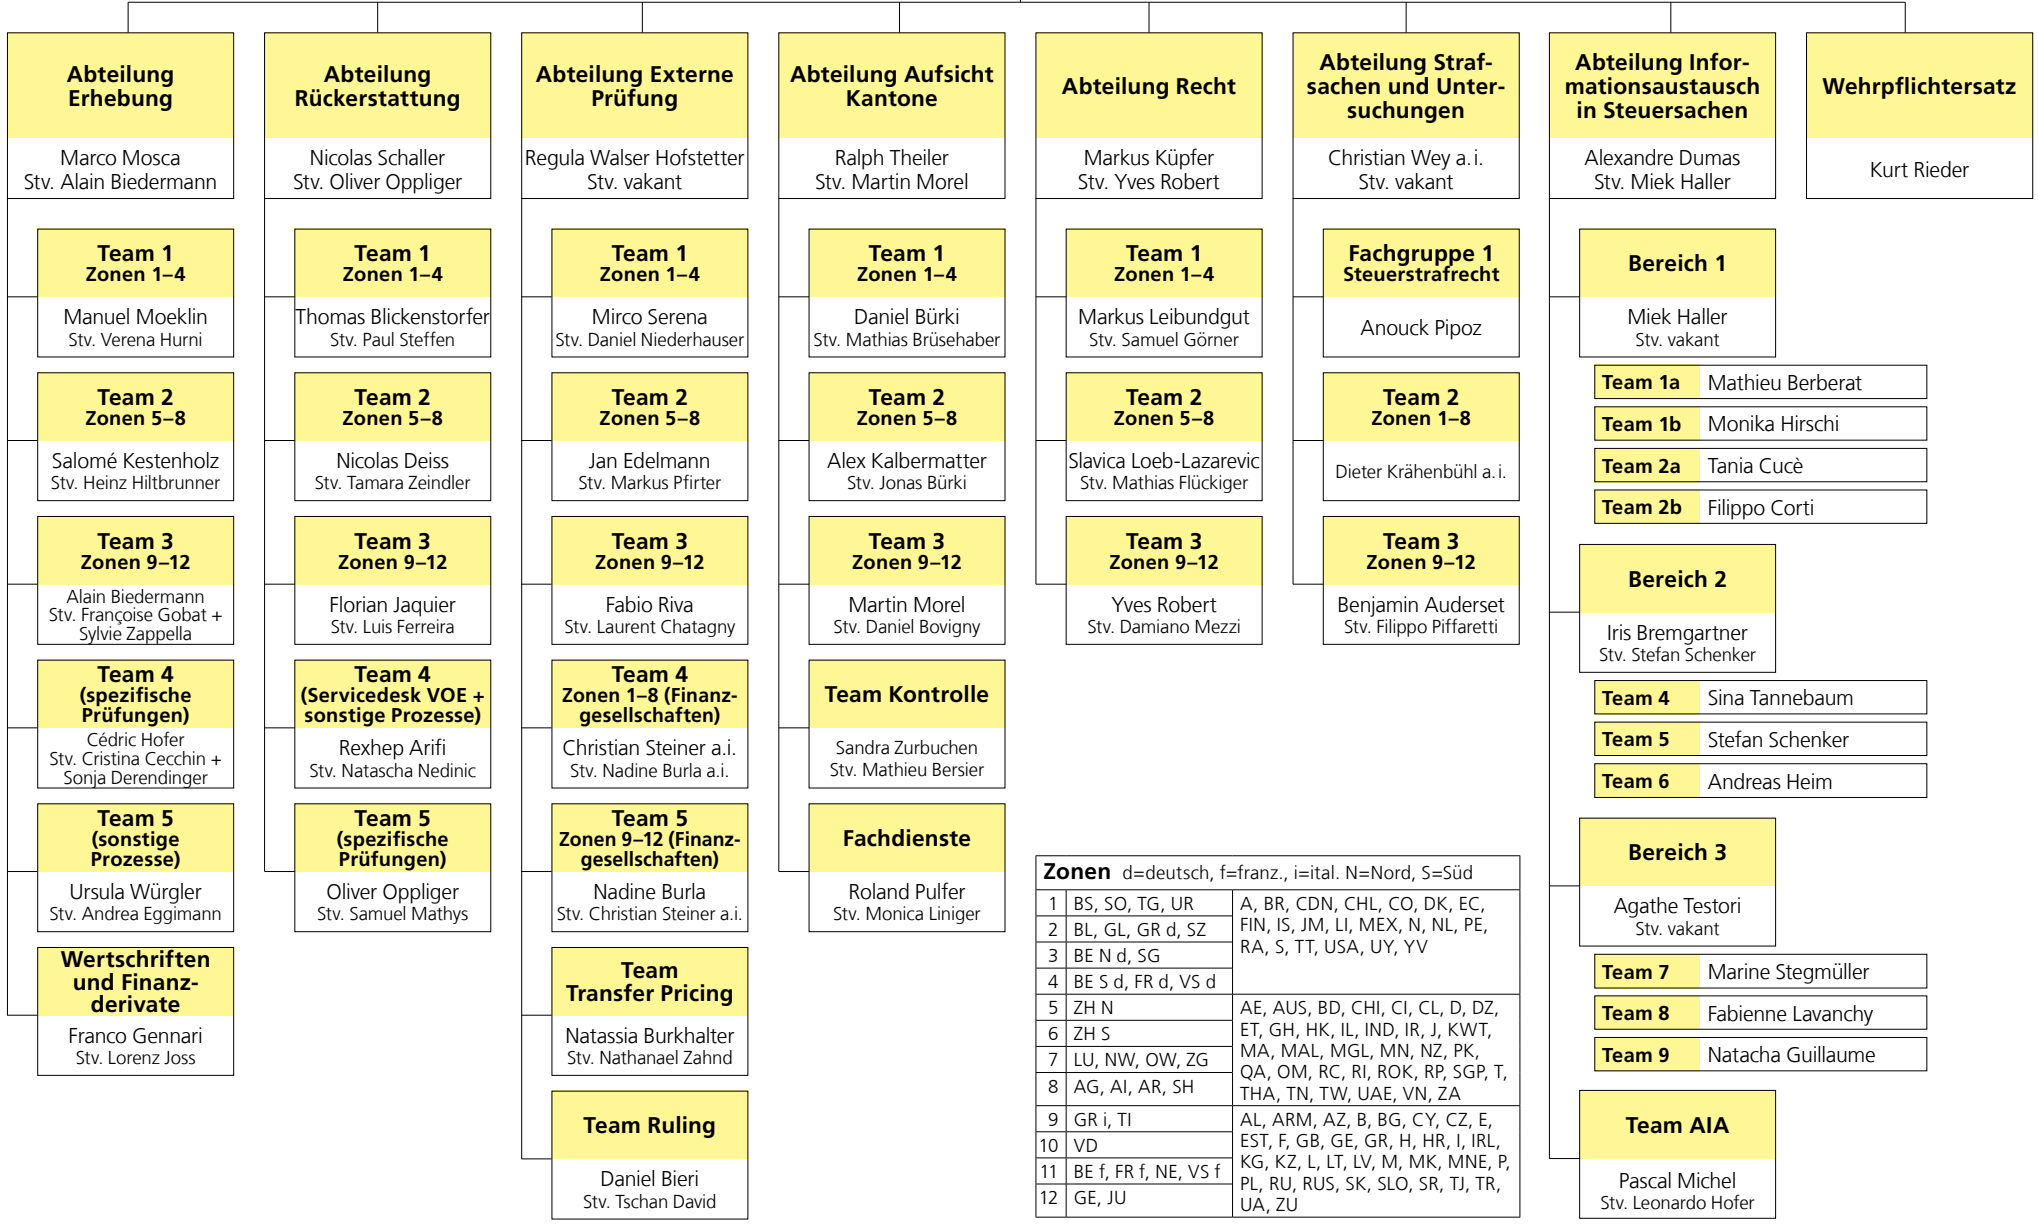 Abteilung
Erhebung
Marco Mosca
Stv. Alain Biedermann
Team 1
Zonen 1–4
Manuel Moeklin
Stv. Verena Hurni
Team 2
Zonen 5–8
Salomé Kestenholz
Stv. Heinz Hiltbrunner
Team 3
Zonen 9–12
Alain Biedermann
Stv. Françoise Gobat +
Sylvie Zappella
Team 4
(spezifische
Prüfungen)
Cédric Hofer
Stv. Cristina Cecchin +
Sonja Derendinger
Team 5
(sonstige
Prozesse)
Ursula Würgler
Stv. Andrea Eggimann
Wertschriften
und Finanz-
derivate
Franco Gennari
Stv. Lorenz Joss
Abteilung
Rückerstattung
Nicolas Schaller
Stv. Oliver Oppliger
Team 1
Zonen 1–4
Thomas Blickenstorfer
Stv. Paul Steffen
Team 2
Zonen 5–8
Nicolas Deiss
Stv. Tamara Zeindler
Team 3
Zonen 9–12
Florian Jaquier
Stv. Luis Ferreira
Team 4
(Servicedesk VOE +
sonstige Prozesse)
Rexhep Arifi
Stv. Natascha Nedinic
Team 5
(spezifische
Prüfungen)
Oliver Oppliger
Stv. Samuel Mathys
Abteilung Externe
Prüfung
Regula Walser Hofstetter
Stv. vakant
Team 1
Zonen 1–4
Mirco Serena
Stv. Daniel Niederhauser
Team 2
Zonen 5–8
Jan Edelmann
Stv. Markus Pfirter
Team 3
Zonen 9–12
Fabio Riva
Stv. Laurent Chatagny
Team 4
Zonen 1–8 (Finanz-
gesellschaften)
Christian Steiner a.i.
Stv. Nadine Burla a.i.
Team 5
Zonen 9–12 (Finanz-
gesellschaften)
Nadine Burla
Stv. Christian Steiner a.i.
Team
Transfer Pricing
Natassia Burkhalter
Stv. Nathanael Zahnd
Team Ruling
Daniel Bieri
Stv. Tschan David
Abteilung Aufsicht
Kantone
Ralph Theiler
Stv. Martin Morel
Team 1
Zonen 1–4
Daniel Bürki
Stv. Mathias Brüsehaber
Team 2
Zonen 5–8
Alex Kalbermatter
Stv. Jonas Bürki
Team 3
Zonen 9–12
Martin Morel
Stv. Daniel Bovigny
Team Kontrolle
Sandra Zurbuchen
Stv. Mathieu Bersier
Fachdienste
Roland Pulfer
Stv. Monica Liniger
Abteilung Recht
Markus Küpfer
Stv. Yves Robert
Team 1
Zonen 1–4
Markus Leibundgut
Stv. Samuel Görner
Team 2
Zonen 5–8
Slavica Loeb-Lazarevic
Stv. Mathias Flückiger
Team 3
Zonen 9–12
Yves Robert
Stv. Damiano Mezzi
Abteilung Straf-
sachen und Unter-
suchungen
Christian Wey a.i.
Stv. vakant
Fachgruppe 1
Steuerstrafrecht
Anouck Pipoz
Team 2
Zonen 1–8
Dieter Krähenbühl a.i.
Team 3
Zonen 9–12
Benjamin Auderset
Stv. Filippo Piffaretti
Zonen d=deutsch, f=franz., i=ital. N=Nord, S=Süd
1 BS, SO, TG, UR
2 BL, GL, GR d, SZ
3 BE N d, SG
4 BE S d, FR d, VS d
A, BR, CDN, CHL, CO, DK, EC,
FIN, IS, JM, LI, MEX, N, NL, PE,
RA, S, TT, USA, UY, YV
5 ZH N
6 ZH S
7 LU, NW, OW, ZG
8 AG, AI, AR, SH
AE, AUS, BD, CHI, CI, CL, D, DZ,
ET, GH, HK, IL, IND, IR, J, KWT,
MA, MAL, MGL, MN, NZ, PK,
QA, OM, RC, RI, ROK, RP, SGP, T,
THA, TN, TW, UAE, VN, ZA
9 GR i, TI
10 VD
11 BE f, FR f, NE, VS f
12 GE, JU
AL, ARM, AZ, B, BG, CY, CZ, E,
EST, F, GB, GE, GR, H, HR, I, IRL,
KG, KZ, L, LT, LV, M, MK, MNE, P,
PL, RU, RUS, SK, SLO, SR, TJ, TR,
UA, ZU
Abteilung Infor-
mationsaustausch
in Steuersachen
Alexandre Dumas
Stv. Miek Haller
Bereich 1
Miek Haller
Stv. vakant
Team 1a Mathieu Berberat
Team 1b Monika Hirschi
Team 2a Tania Cucè
Team 2b Filippo Corti
Bereich 2
Iris Bremgartner
Stv. Stefan Schenker
Team 4 Sina Tannebaum
Team 5 Stefan Schenker
Team 6 Andreas Heim
Bereich 3
Agathe Testori
Stv. vakant
Team 7 Marine Stegmüller
Team 8 Fabienne Lavanchy
Team 9 Natacha Guillaume
Team AIA
Pascal Michel
Stv. Leonardo Hofer
Wehrpflichtersatz
Kurt Rieder